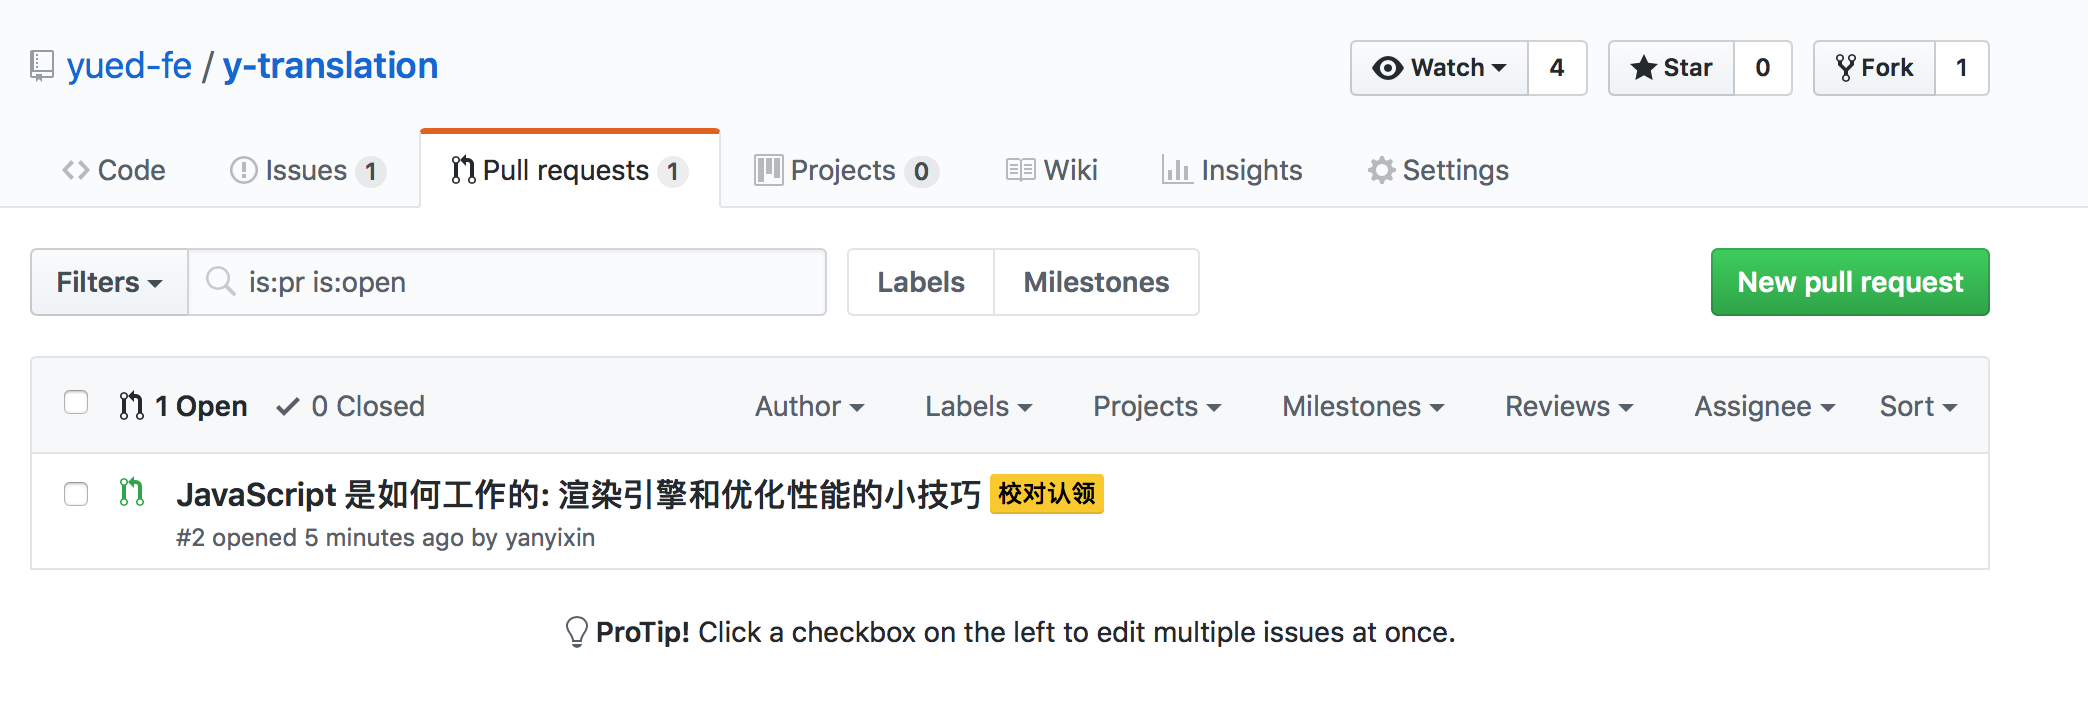 yued-fe / y-translation
Watch 4 Star 0 Fork 1
Code Issues 1 Pull requests 1 Projects 0 Wiki Insights Settings
Filters is:pr is:open Labels Milestones New pull request
1 Open 0 Closed Author Labels Projects Milestones Reviews Assignee Sort
JavaScript 是如何工作的: 渲染引擎和优化性能的小技巧 校对认领
#2 opened 5 minutes ago by yanyixin
ProTip! Click a checkbox on the left to edit multiple issues at once.